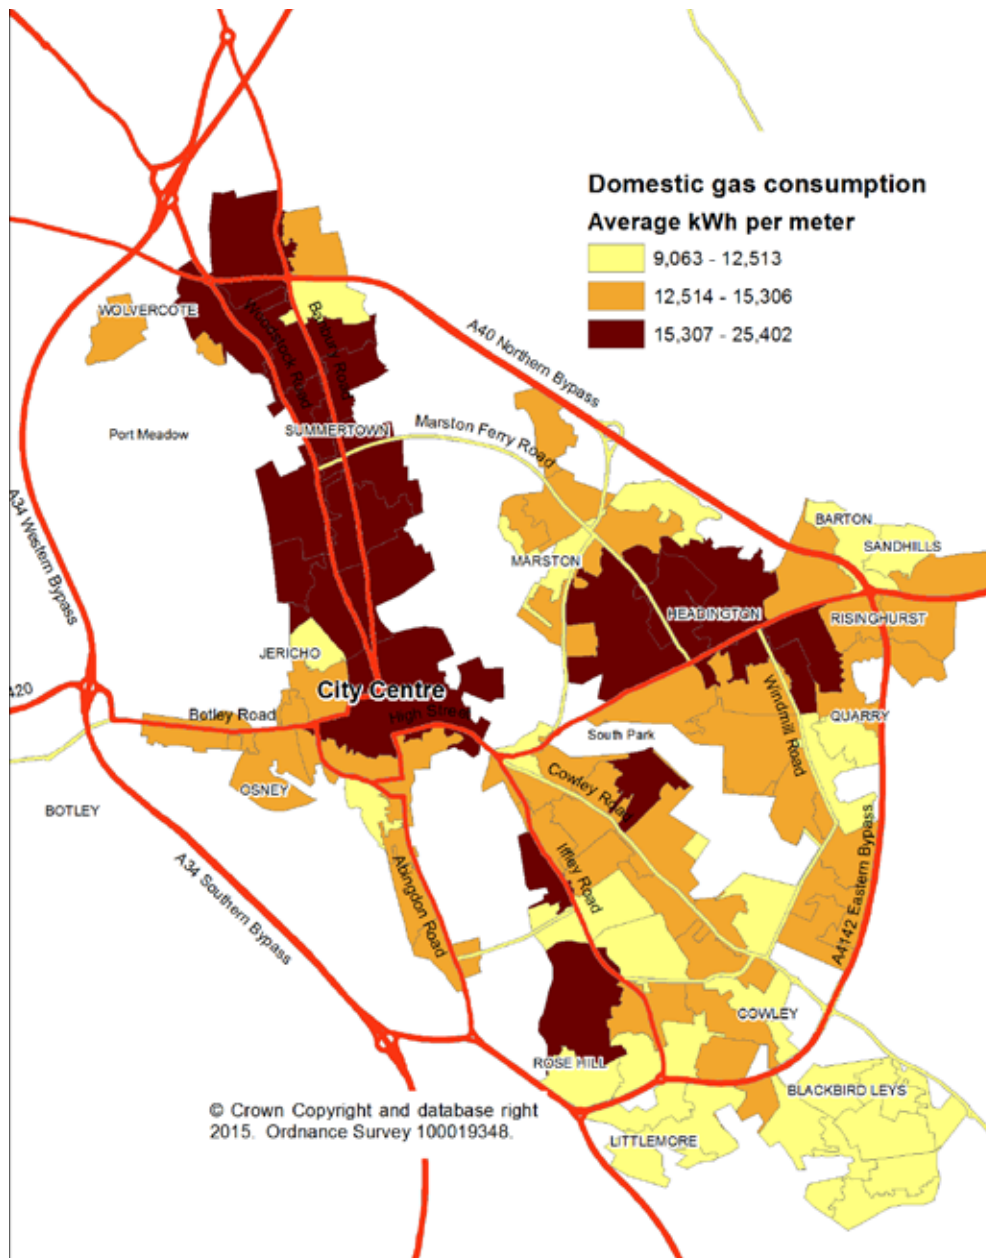 Domestic gas consumption
Average kWh per meter
9,063 - 12,513
12,514 - 15,306
15,307 - 25,402
WOLVERCOTE
Woodstock Road
Banbury Road
A40 Northern Bypass
Port Meadow
SUMMERTOWN
Marston Ferry Road
A34 Western Bypass
BARTON
SANDHILLS
MARSTON
HEADINGTON
RISINGHURST
JERICHO
420
City Centre
Botley Road
High Street
South Park
Windmill Road
QUARRY
BOTLEY
OSNEY
Cowley Road
A34 Southern Bypass
Abingdon Road
Iffley Road
A4142 Eastern Bypass
COWLEY
ROSE HILL
BLACKBIRD LEYS
LITTLEMORE
© Crown Copyright and database right
2015. Ordnance Survey 100019348.